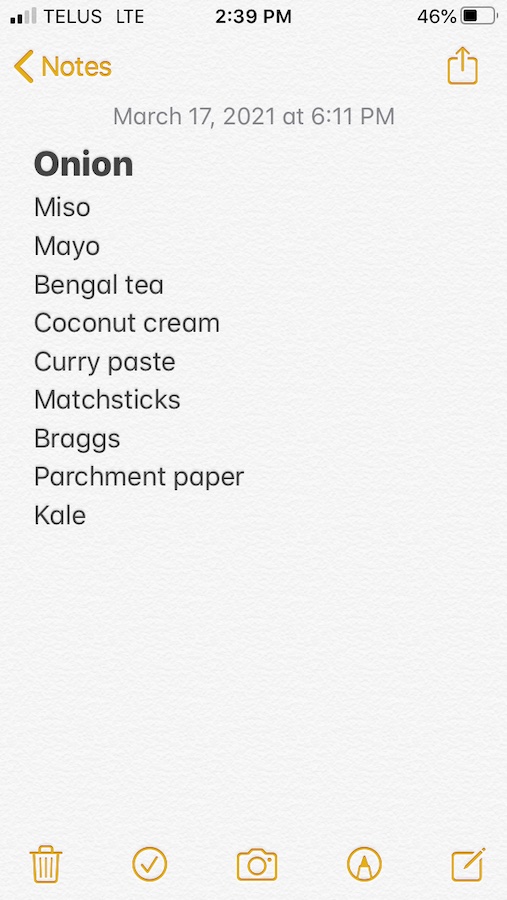 TELUS LTE 2:39 PM 46%
Notes
March 17, 2021 at 6:11 PM
Onion
Miso
Mayo
Bengal tea
Coconut cream
Curry paste
Matchsticks
Braggs
Parchment paper
Kale